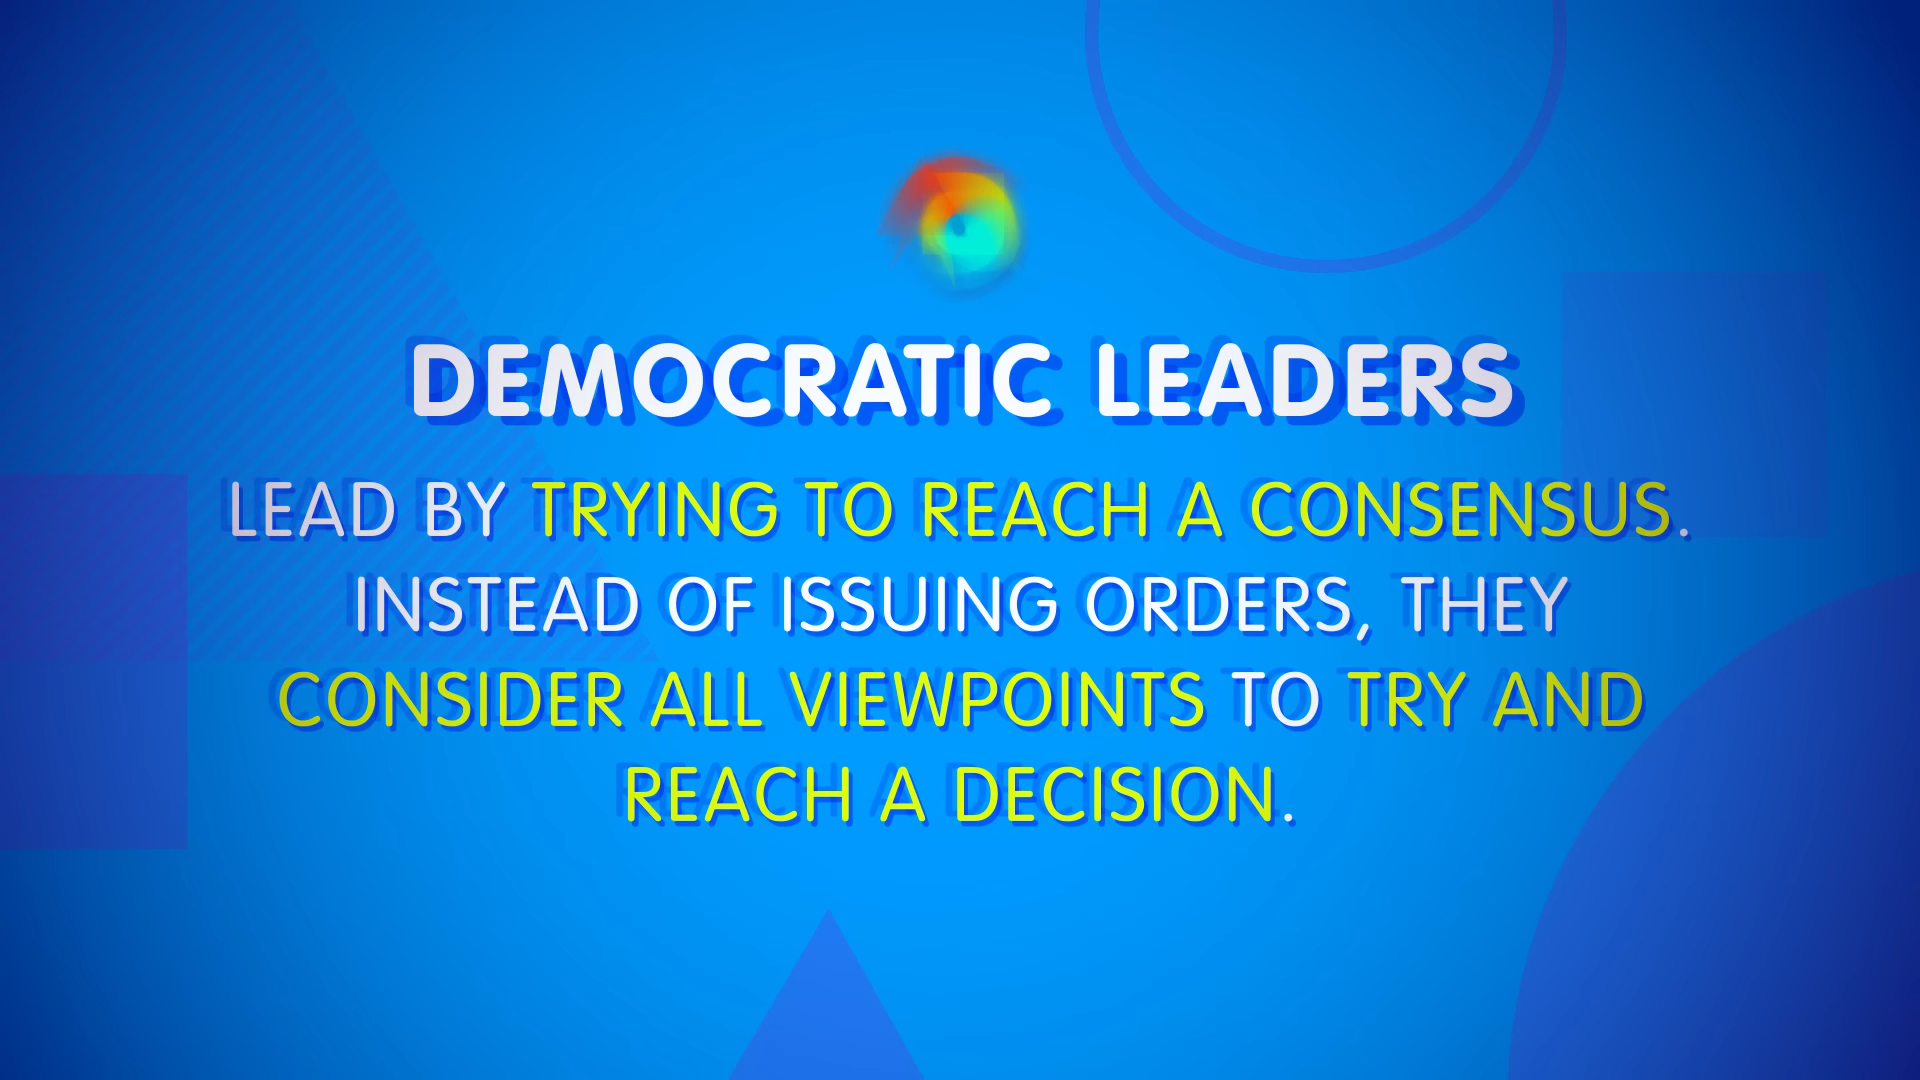 DEMOCRATIC LEADERS
LEAD BY TRYING TO REACH A CONSENSUS.
INSTEAD OF ISSUING ORDERS, THEY
CONSIDER ALL VIEWPOINTS TO TRY AND
REACH A DECISION.